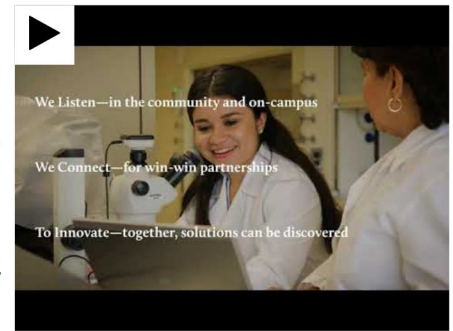 We Listen—in the community and on-campus
We Connect—for win-win partnerships
To Innovate—together, solutions can be discovered